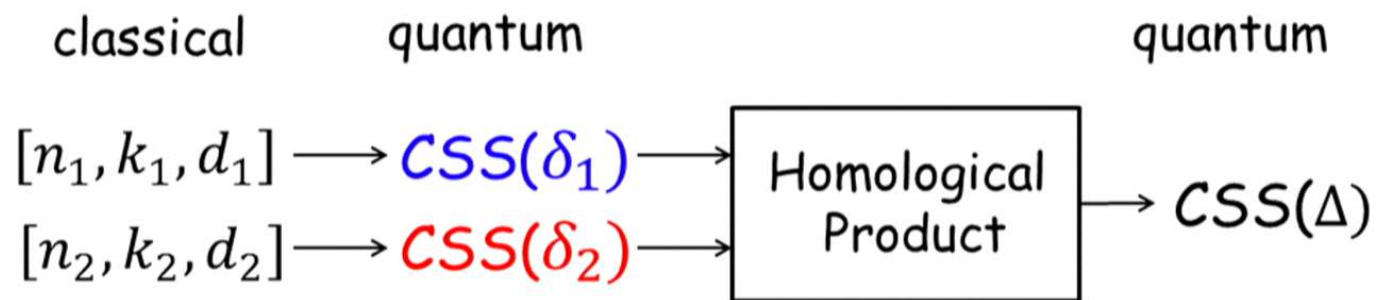 classical quantum quantum
[n₁, k₁, d₁] CSS(δ₁)
[n₂, k₂, d₂] CSS(δ₂)
Homological
Product
CSS(Δ)